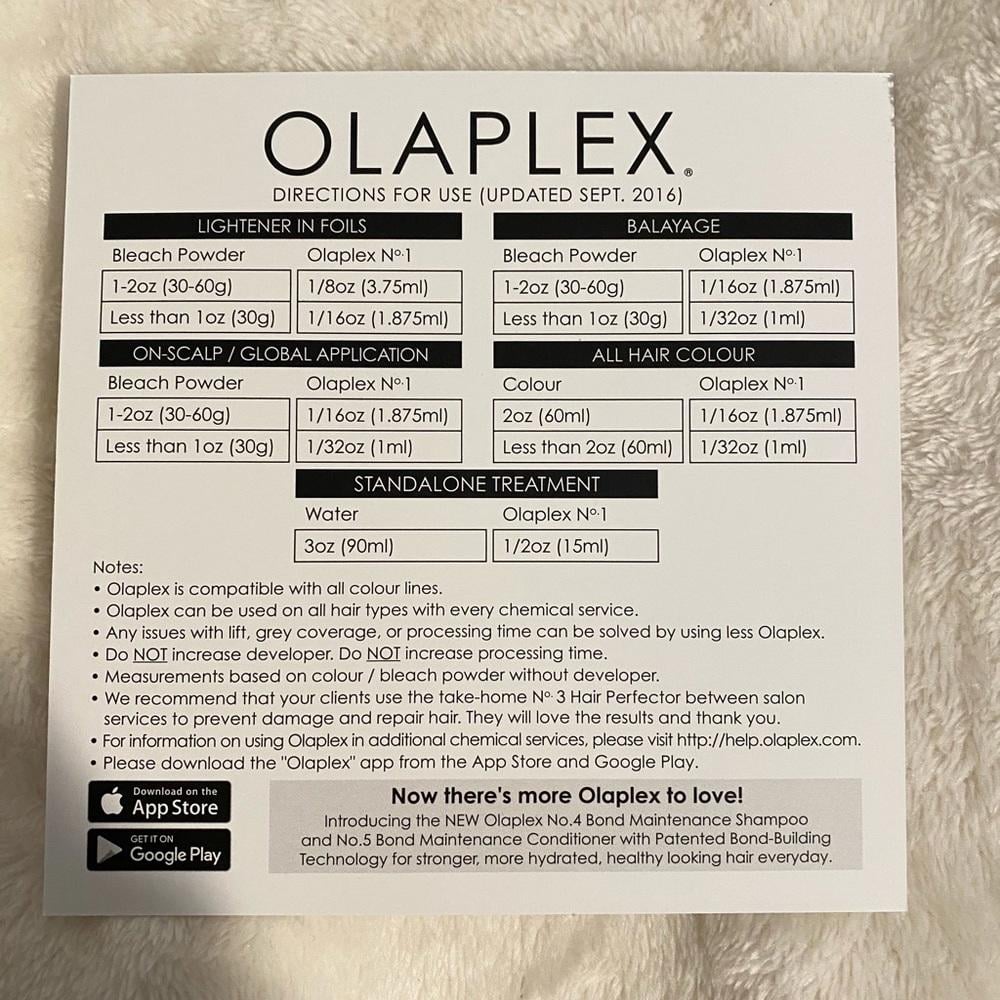 OLAPLEX®
DIRECTIONS FOR USE (UPDATED SEPT. 2016)
LIGHTENER IN FOILS
Bleach Powder Olaplex Nº.1
1-2oz (30-60g) 1/8oz (3.75ml)
Less than 1oz (30g) 1/16oz (1.875ml)
BALAYAGE
Bleach Powder Olaplex Nº.1
1-2oz (30-60g) 1/16oz (1.875ml)
Less than 1oz (30g) 1/32oz (1ml)
ON-SCALP / GLOBAL APPLICATION
Bleach Powder Olaplex Nº.1
1-2oz (30-60g) 1/16oz (1.875ml)
Less than 1oz (30g) 1/32oz (1ml)
ALL HAIR COLOUR
Colour Olaplex Nº.1
2oz (60ml) 1/16oz (1.875ml)
Less than 2oz (60ml) 1/32oz (1ml)
STANDALONE TREATMENT
Water Olaplex Nº.1
3oz (90ml) 1/2oz (15ml)
Notes:
• Olaplex is compatible with all colour lines.
• Olaplex can be used on all hair types with every chemical service.
• Any issues with lift, grey coverage, or processing time can be solved by using less Olaplex.
• Do NOT increase developer. Do NOT increase processing time.
• Measurements based on colour / bleach powder without developer.
• We recommend that your clients use the take-home Nº.3 Hair Perfector between salon
services to prevent damage and repair hair. They will love the results and thank you.
• For information on using Olaplex in additional chemical services, please visit http://help.olaplex.com.
• Please download the "Olaplex" app from the App Store and Google Play.
Download on the
App Store
GET IT ON
Google Play
Now there's more Olaplex to love!
Introducing the NEW Olaplex No.4 Bond Maintenance Shampoo
and No.5 Bond Maintenance Conditioner with Patented Bond-Building
Technology for stronger, more hydrated, healthy looking hair everyday.